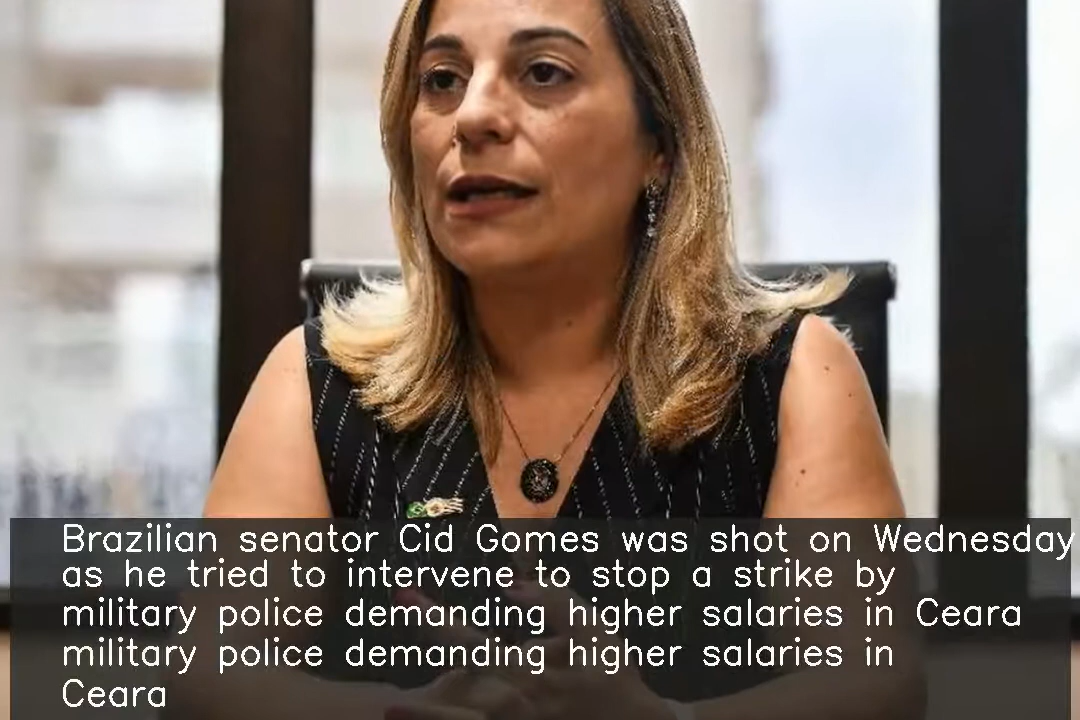 Brazilian senator Cid Gomes was shot on Wednesday
as he tried to intervene to stop a strike by
military police demanding higher salaries in Ceara
military police demanding higher salaries in
Ceara